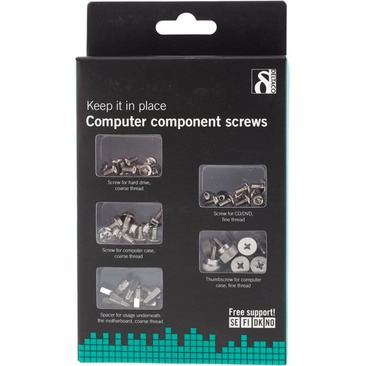 DELTACO
Keep it in place
Computer component screws
Screw for hard drive,
coarse thread
Screw for CD/DVD,
fine thread
Screw for computer case,
coarse thread
Thumbscrew for computer
case, fine thread
Spacer for usage underneath
the motherboard, coarse thread
Free support!
SE FI DK NO